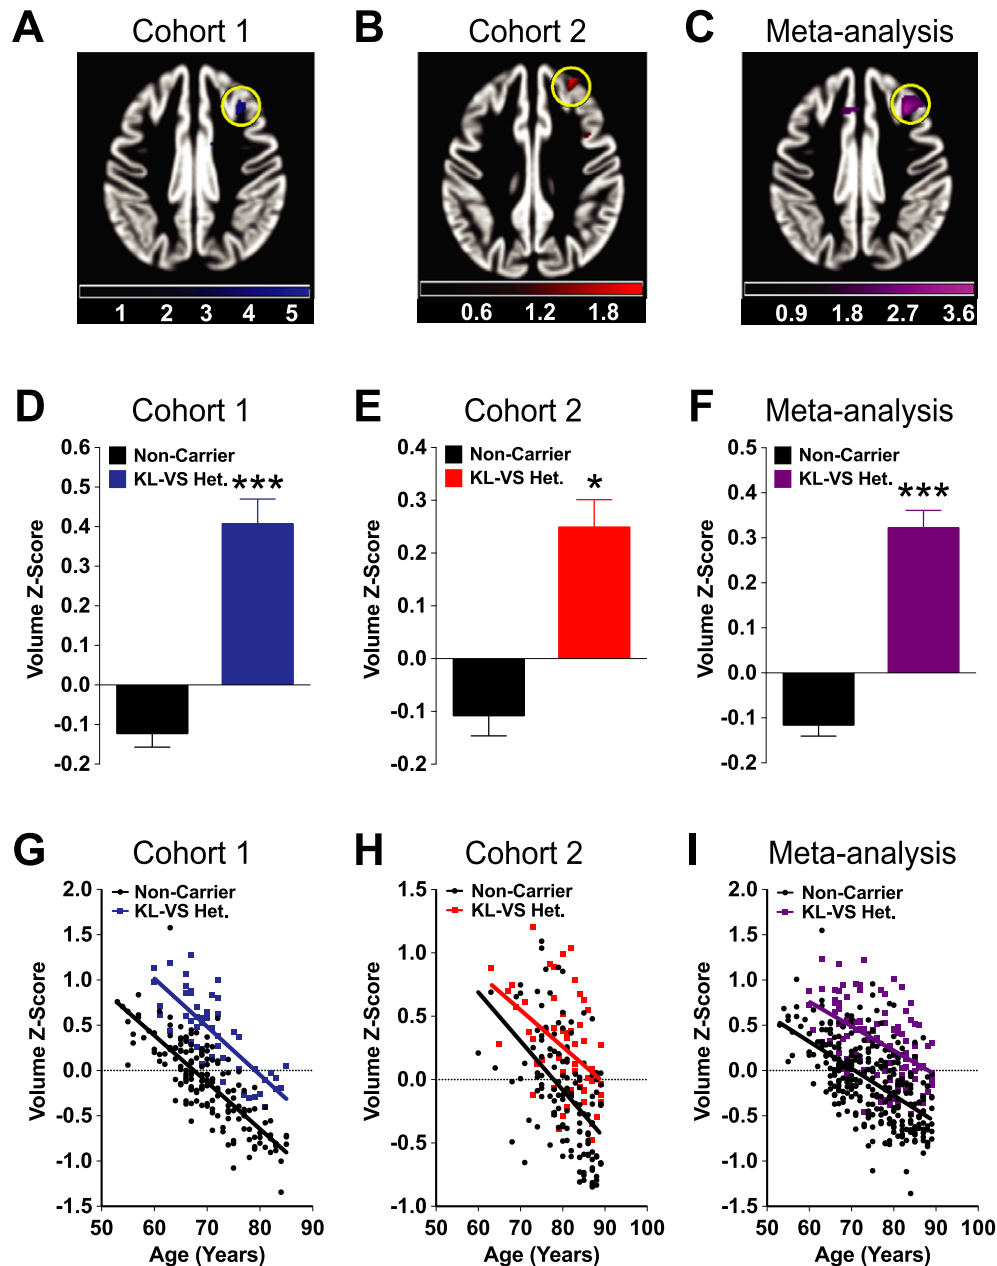 A Cohort 1
B Cohort 2
C Meta-analysis
1 2 3 4 5
0.6 1.2 1.8
0.9 1.8 2.7 3.6
D Cohort 1
Non-Carrier
KL-VS Het.
***
Volume Z-Score
0.6
0.5
0.4
0.3
0.2
0.1
0.0
-0.1
-0.2
E Cohort 2
Non-Carrier
KL-VS Het.
*
Volume Z-Score
0.4
0.3
0.2
0.1
0.0
-0.1
-0.2
F Meta-analysis
Non-Carrier
KL-VS Het.
***
Volume Z-Score
0.5
0.4
0.3
0.2
0.1
0.0
-0.1
-0.2
G Cohort 1
Non-Carrier
KL-VS Het.
Volume Z-Score
2.0
1.5
1.0
0.5
0.0
-0.5
-1.0
-1.5
50 60 70 80 90
Age (Years)
H Cohort 2
Non-Carrier
KL-VS Het.
Volume Z-Score
1.5
1.0
0.5
0.0
-0.5
-1.0
50 60 70 80 90 100
Age (Years)
I Meta-analysis
Non-Carrier
KL-VS Het.
Volume Z-Score
2.0
1.5
1.0
0.5
0.0
-0.5
-1.0
-1.5
50 60 70 80 90 100
Age (Years)